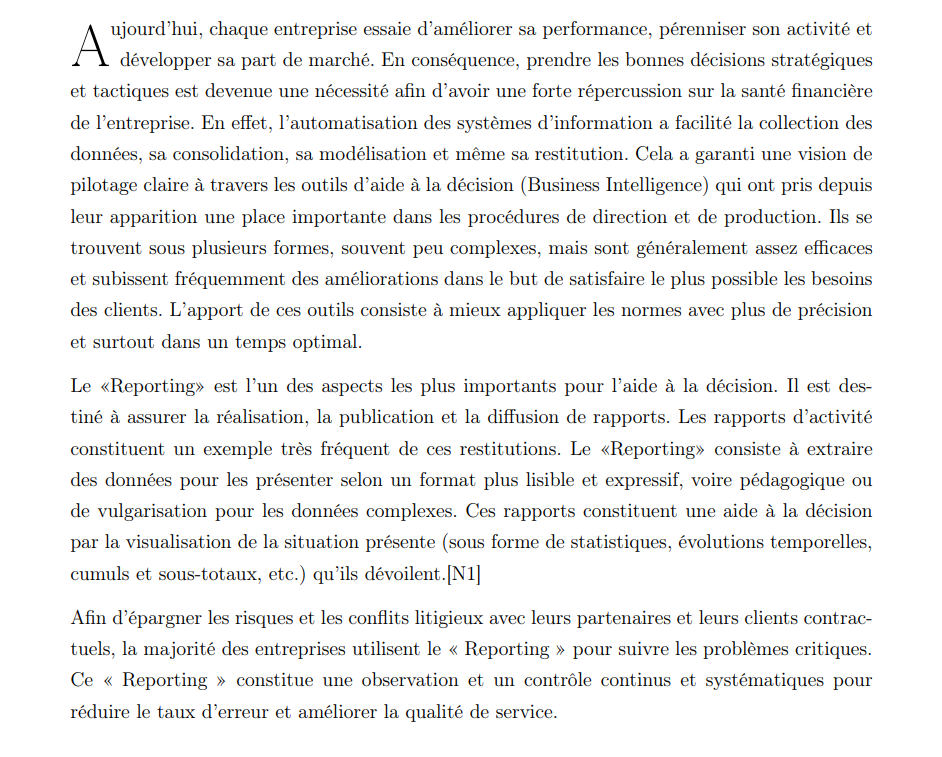 Aujourd'hui, chaque entreprise essaie d'améliorer sa performance, pérenniser son activité et
développer sa part de marché. En conséquence, prendre les bonnes décisions stratégiques
et tactiques est devenue une nécessité afin d'avoir une forte répercussion sur la santé financière
de l'entreprise. En effet, l'automatisation des systèmes d'information a facilité la collection des
données, sa consolidation, sa modélisation et même sa restitution. Cela a garanti une vision de
pilotage claire à travers les outils d'aide à la décision (Business Intelligence) qui ont pris depuis
leur apparition une place importante dans les procédures de direction et de production. Ils se
trouvent sous plusieurs formes, souvent peu complexes, mais sont généralement assez efficaces
et subissent fréquemment des améliorations dans le but de satisfaire le plus possible les besoins
des clients. L'apport de ces outils consiste à mieux appliquer les normes avec plus de précision
et surtout dans un temps optimal.
Le «Reporting» est l'un des aspects les plus importants pour l'aide à la décision. Il est des-
tiné à assurer la réalisation, la publication et la diffusion de rapports. Les rapports d'activité
constituent un exemple très fréquent de ces restitutions. Le «Reporting» consiste à extraire
des données pour les présenter selon un format plus lisible et expressif, voire pédagogique ou
de vulgarisation pour les données complexes. Ces rapports constituent une aide à la décision
par la visualisation de la situation présente (sous forme de statistiques, évolutions temporelles,
cumuls et sous-totaux, etc.) qu'ils dévoilent.[N1]
Afin d'épargner les risques et les conflits litigieux avec leurs partenaires et leurs clients contrac-
tuels, la majorité des entreprises utilisent le « Reporting » pour suivre les problèmes critiques.
Ce « Reporting » constitue une observation et un contrôle continus et systématiques pour
réduire le taux d'erreur et améliorer la qualité de service.